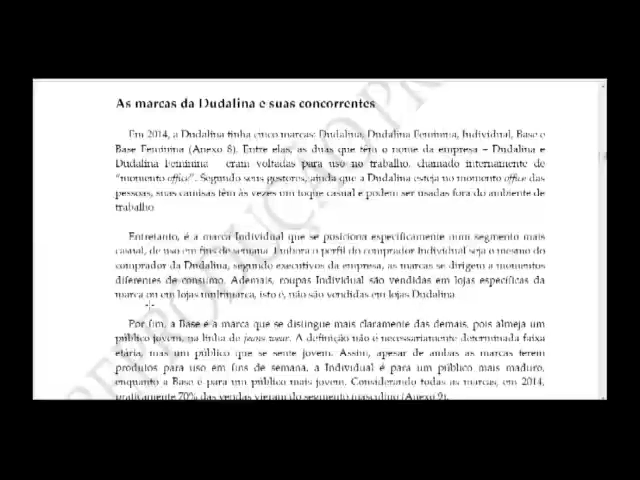 As marcas da Dudalina e suas concorrentes
Em 2014, a Dudalina tinha cinco marcas: Dudalina, Dudalina Feminina, Individual, Base e
Base Feminina (Anexo 8). Entre elas, as duas que têm o nome da empresa – Dudalina e
Dudalina Feminina – eram voltadas para uso no trabalho, chamado internamente de
"momento office". Segundo seus gestores, ainda que a Dudalina esteja no momento office das
pessoas, suas camisas têm às vezes um toque casual e podem ser usadas fora do ambiente de
trabalho
Entretanto, é a marca Individual que se posiciona especificamente num segmento mais
casual, de uso em fins de semana. Embora o perfil do comprador Individual seja o mesmo do
comprador da Dudalina, segundo executivos da empresa, as marcas se dirigem a momentos
diferentes de consumo. Ademais, roupas Individual são vendidas em lojas específicas da
marca ou em lojas multimarca, isto é, não são vendidas em lojas Dudalina
Por fim, a Base é a marca que se distingue mais claramente das demais, pois almeja um
público jovem, na linha do jeans wear. A definição não é necessariamente determinada faixa
etária, mas um público que se sente jovem. Assim, apesar de ambas as marcas terem
produtos para uso em fins de semana, a Individual é para um público mais maduro,
enquanto a Base é para um público mais jovem. Considerando todas as marcas, em 2014,
praticamente 70% das vendas vieram do segmento masculino (Anexo 9).
REPRODUÇÃO PR